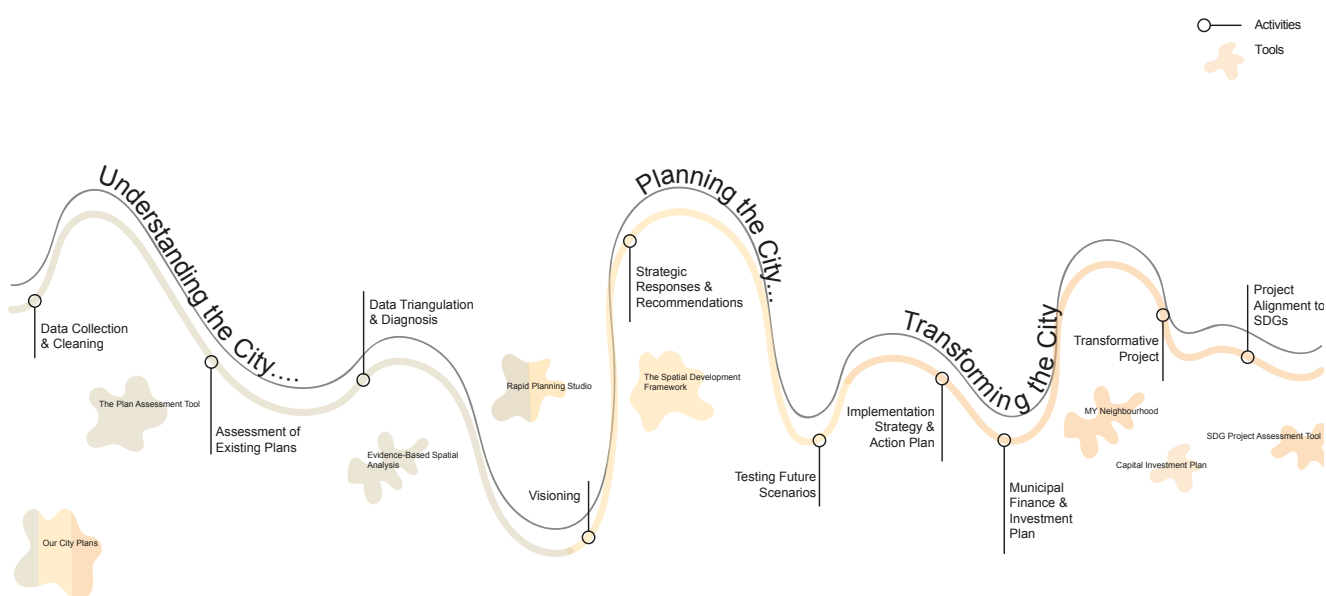 Activities
Tools
Understanding the City....
Data Collection
& Cleaning
The Plan Assessment Tool
Assessment of
Existing Plans
Data Triangulation
& Diagnosis
Evidence-Based Spatial
Analysis
Our City Plans
Rapid Planning Studio
Visioning
Planning the City...
Strategic
Responses &
Recommendations
The Spatial Development
Framework
Testing Future
Scenarios
Transforming the City
Implementation
Strategy &
Action Plan
Municipal
Finance &
Investment
Plan
Transformative
Project
MY Neighbourhood
Capital Investment Plan
Project
Alignment to
SDGs
SDG Project Assessment Tool